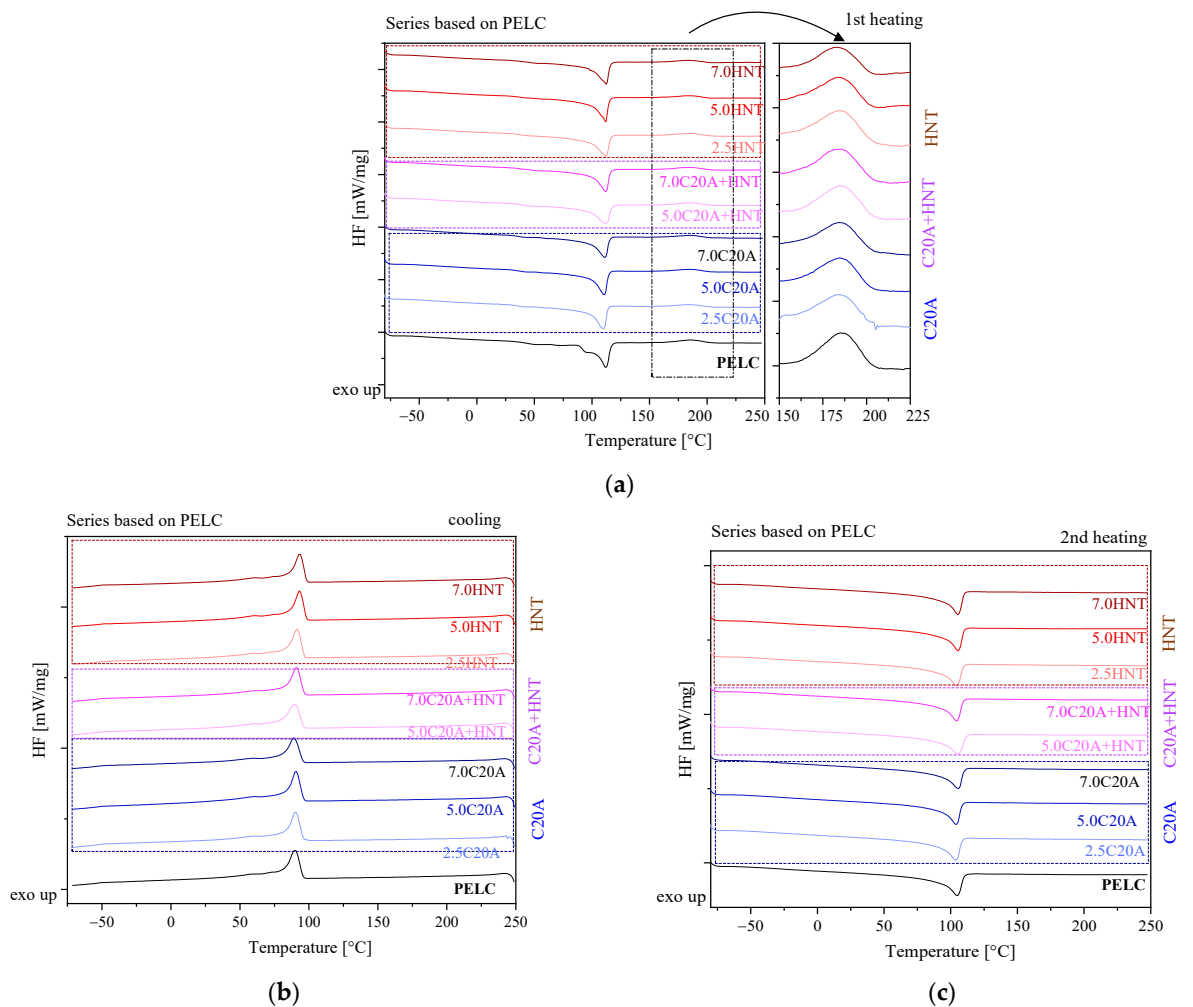 Series based on PELC
1st heating
7.0HNT
5.0HNT
2.5HNT
7.0C20A+HNT
5.0C20A+HNT
7.0C20A
5.0C20A
2.5C20A
PELC
HF [mW/mg]
exo up
HNT
C20A+HNT
C20A
−50 0 50 100 150 200 250
150 175 200 225
Temperature [°C]
(a)
Series based on PELC
cooling
7.0HNT
5.0HNT
2.5HNT
7.0C20A+HNT
5.0C20A+HNT
7.0C20A
5.0C20A
2.5C20A
PELC
HF [mW/mg]
exo up
HNT
C20A+HNT
C20A
−50 0 50 100 150 200 250
Temperature [°C]
(b)
Series based on PELC
2nd heating
7.0HNT
5.0HNT
2.5HNT
7.0C20A+HNT
5.0C20A+HNT
7.0C20A
5.0C20A
2.5C20A
PELC
HF [mW/mg]
exo up
HNT
C20A+HNT
C20A
−50 0 50 100 150 200 250
Temperature [°C]
(c)